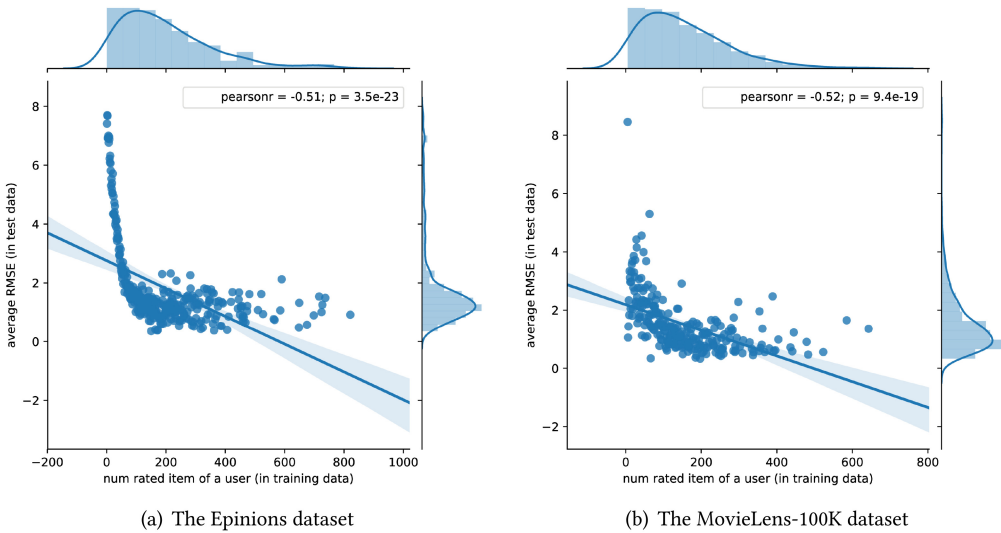 pearsonr = -0.51; p = 3.5e-23
8
6
4
2
0
−2
average RMSE (in test data)
−200 0 200 400 600 800 1000
num rated item of a user (in training data)
(a) The Epinions dataset
pearsonr = -0.52; p = 9.4e-19
8
6
4
2
0
−2
average RMSE (in test data)
0 200 400 600 800
num rated item of a user (in training data)
(b) The MovieLens-100K dataset